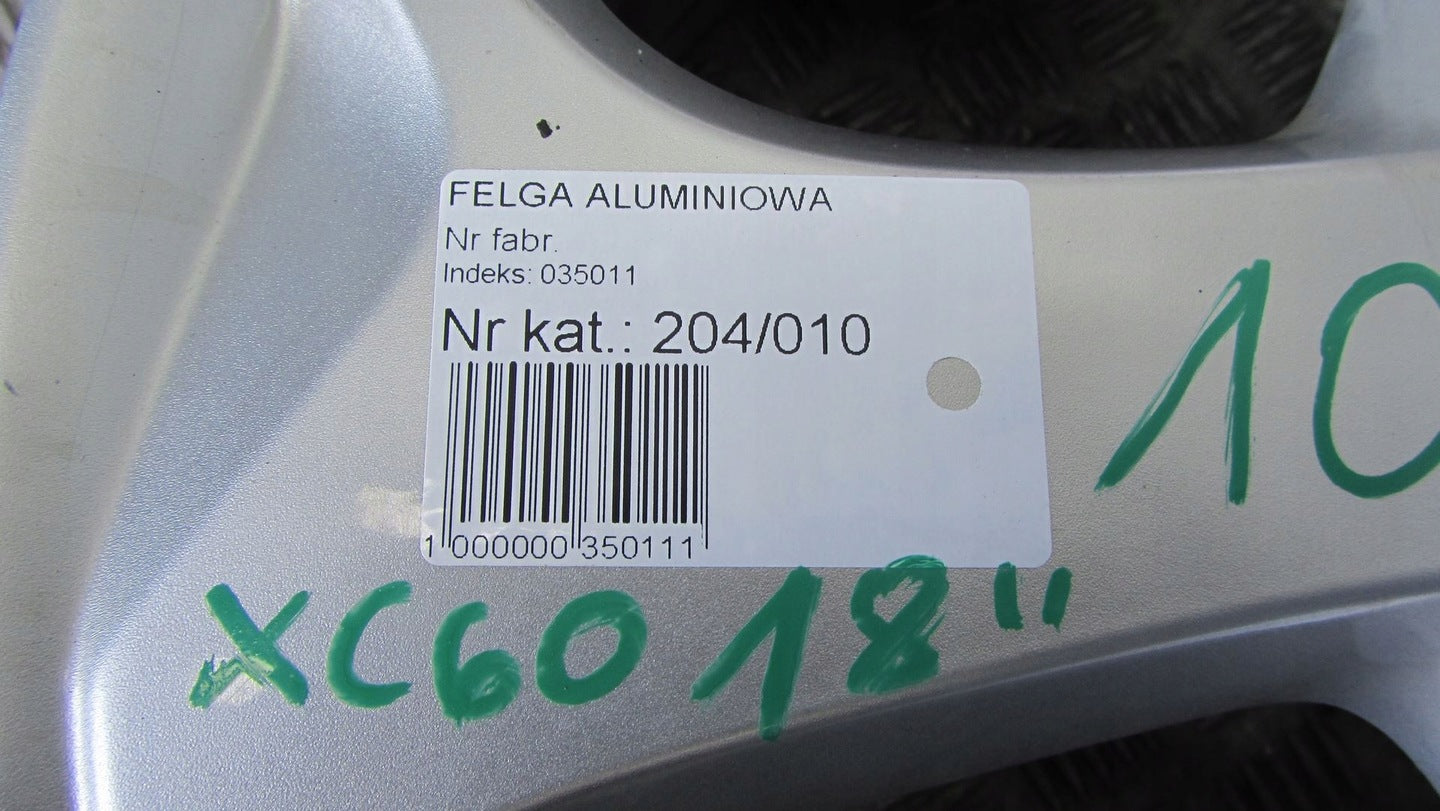 FELGA ALUMINIOWA
Nr fabr.
Indeks: 035011
Nr kat.: 204/010
1 000000 350111
10
XC60 18"